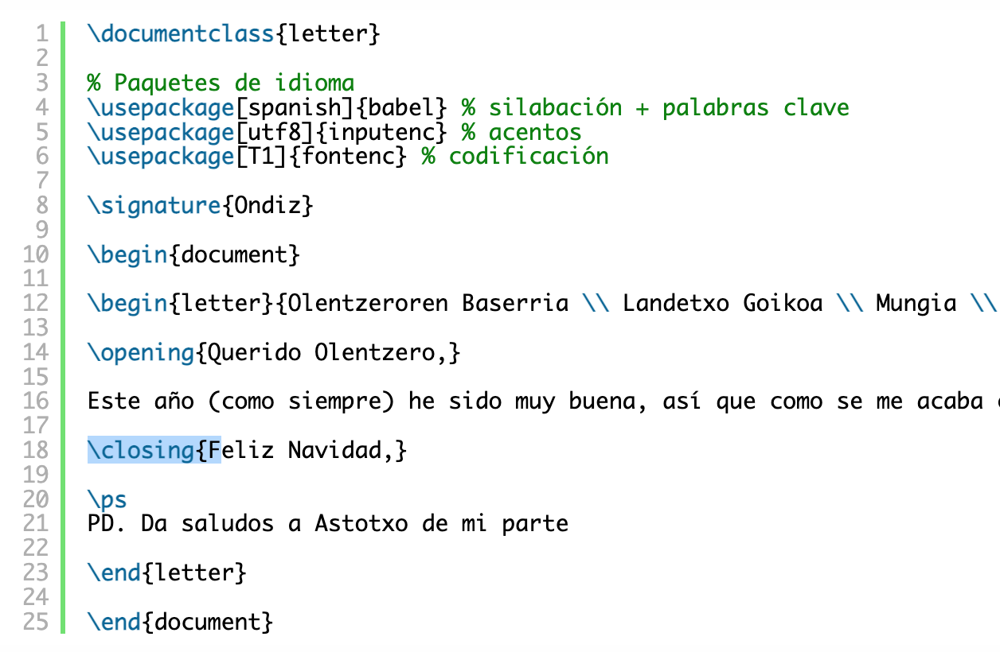 1 \documentclass{letter}
2
3 % Paquetes de idioma
4 \usepackage[spanish]{babel} % silabación + palabras clave
5 \usepackage[utf8]{inputenc} % acentos
6 \usepackage[T1]{fontenc} % codificación
7
8 \signature{Ondiz}
9
10 \begin{document}
11
12 \begin{letter}{Olentzeroren Baserria \\ Landetxo Goikoa \\ Mungia \\
13
14 \opening{Querido Olentzero,}
15
16 Este año (como siempre) he sido muy buena, así que como se me acaba
17
18 \closing{Feliz Navidad,}
19
20 \ps
21 PD. Da saludos a Astotxo de mi parte
22
23 \end{letter}
24
25 \end{document}